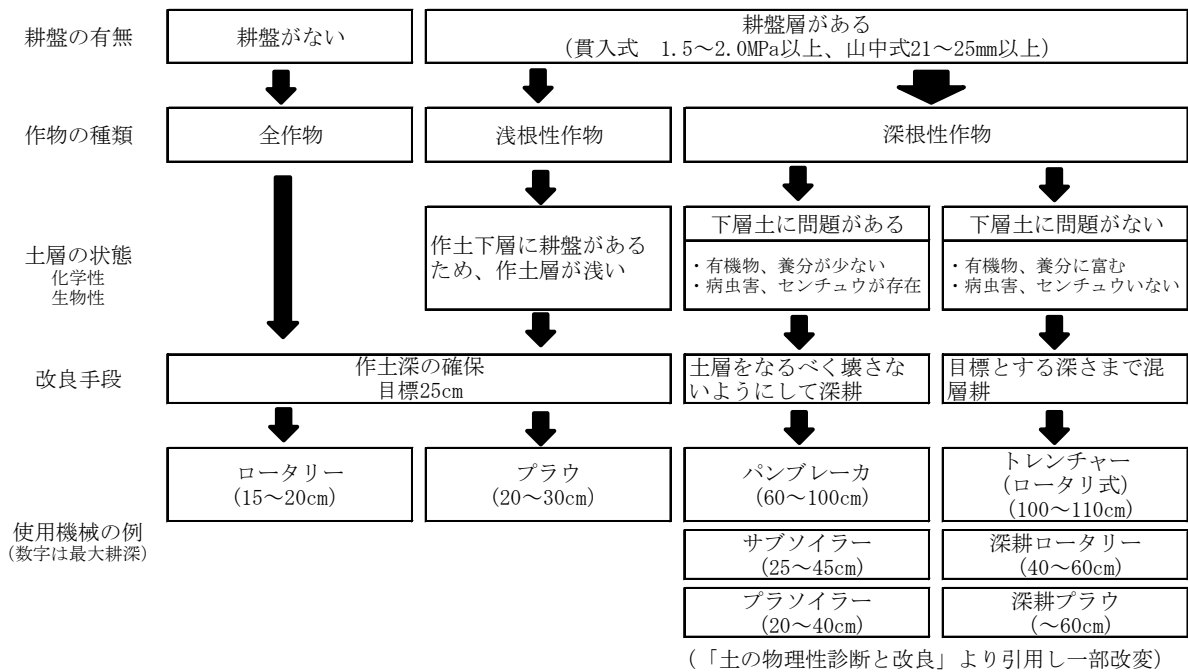 耕盤の有無
耕盤がない
耕盤層がある
(貫入式　1.5～2.0MPa以上、山中式21～25mm以上)
作物の種類
全作物
浅根性作物
深根性作物
土層の状態
化学性
生物性
作土下層に耕盤がある
ため、作土層が浅い
下層土に問題がある
・有機物、養分が少ない
・病虫害、センチュウが存在
下層土に問題がない
・有機物、養分に富む
・病虫害、センチュウいない
改良手段
作土深の確保
目標25cm
土層をなるべく壊さな
いようにして深耕
目標とする深さまで混
層耕
使用機械の例
(数字は最大耕深)
ロータリー
(15～20cm)
プラウ
(20～30cm)
パンブレーカ
(60～100cm)
トレンチャー
(ロータリ式)
(100～110cm)
サブソイラー
(25～45cm)
深耕ロータリー
(40～60cm)
プラソイラー
(20～40cm)
深耕プラウ
(～60cm)
(「土の物理性診断と改良」より引用し一部改変)